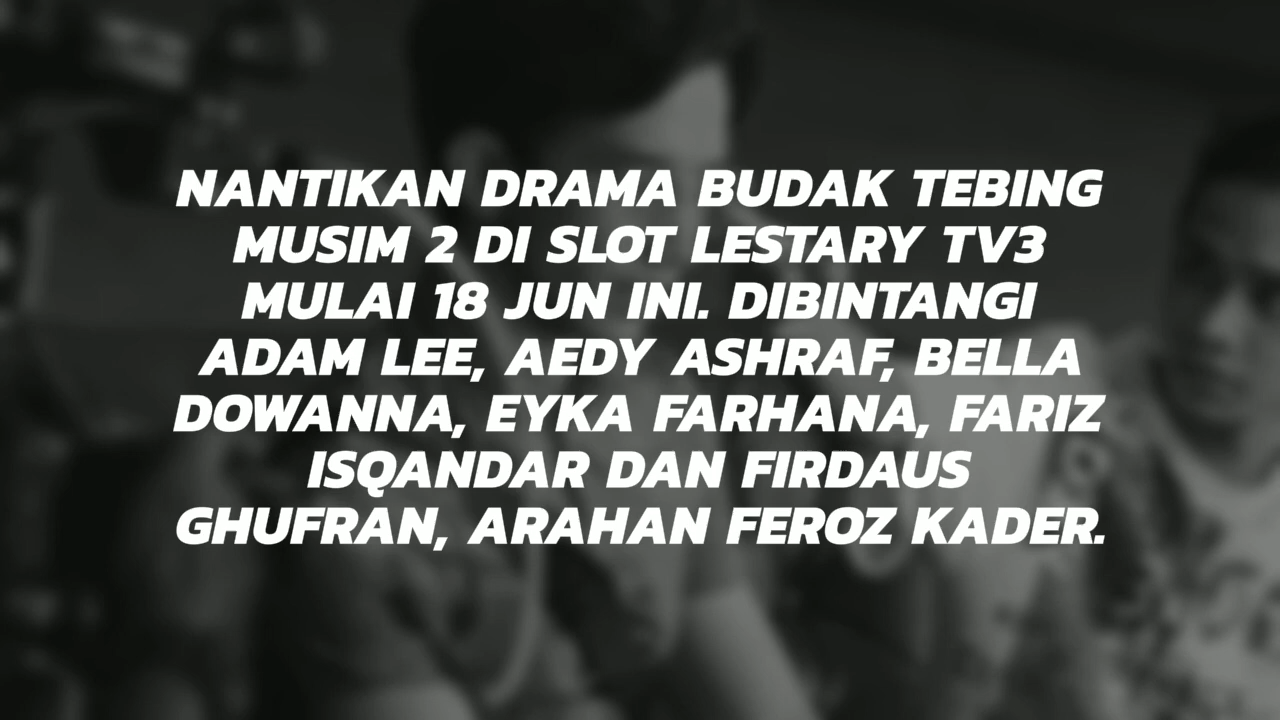 NANTIKAN DRAMA BUDAK TEBING
MUSIM 2 DI SLOT LESTARY TV3
MULAI 18 JUN INI. DIBINTANGI
ADAM LEE, AEDY ASHRAF, BELLA
DOWANNA, EYKA FARHANA, FARIZ
ISQANDAR DAN FIRDAUS
GHUFRAN, ARAHAN FEROZ KADER.